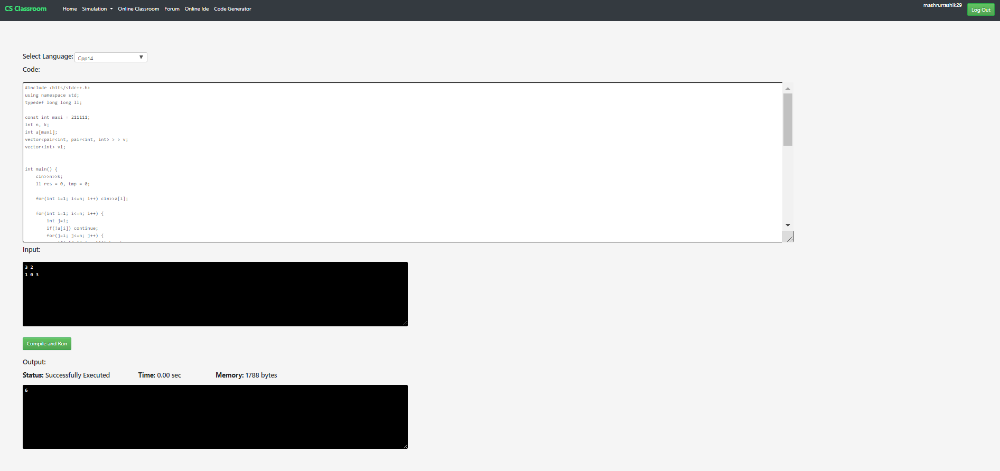 CS Classroom Home Simulation Online Classroom Forum Online Ide Code Generator mashrurrashik29 Log Out
Select Language: Cpp14
Code:
#include <bits/stdc++.h>
using namespace std;
typedef long long ll;
const int maxi = 211111;
int n, k;
int a[maxi];
vector<pair<int, pair<int, int> > > v;
vector<int> v1;
int main() {
cin>>n>>k;
ll res = 0, tmp = 0;
for(int i=1; i<=n; i++) cin>>a[i];
for(int i=1; i<=n; i++) {
int j=i;
if(!a[i]) continue;
for(j=i; j<=n; j++) {
Input:
3 2
1 0 3
Compile and Run
Output:
Status: Successfully Executed Time: 0.00 sec Memory: 1788 bytes
6